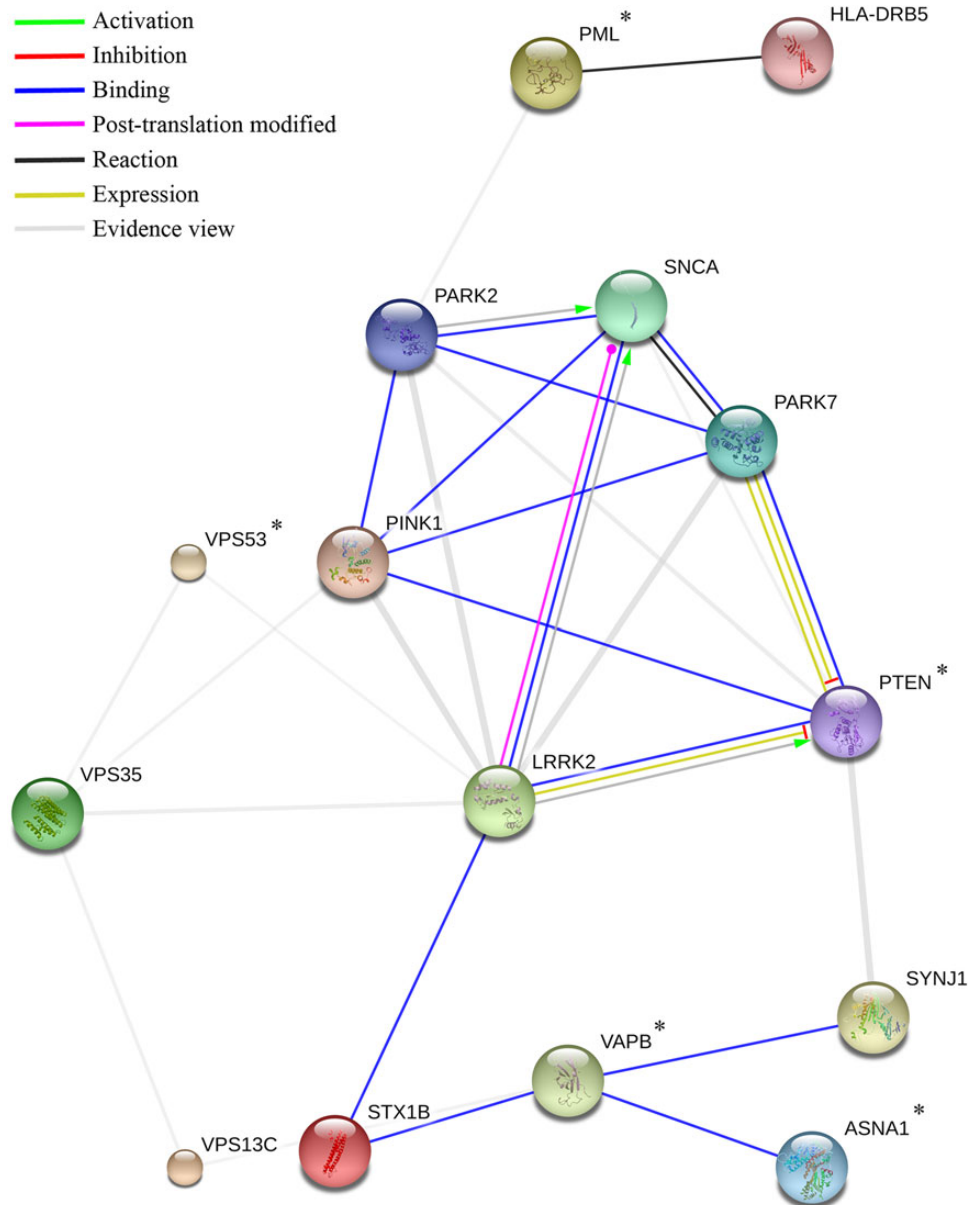 Activation
Inhibition
Binding
Post-translation modified
Reaction
Expression
Evidence view
PML*
HLA-DRB5
SNCA
PARK2
PARK7
PINK1
VPS53*
PTEN*
LRRK2
VPS35
SYNJ1
VAPB*
STX1B
ASNA1*
VPS13C